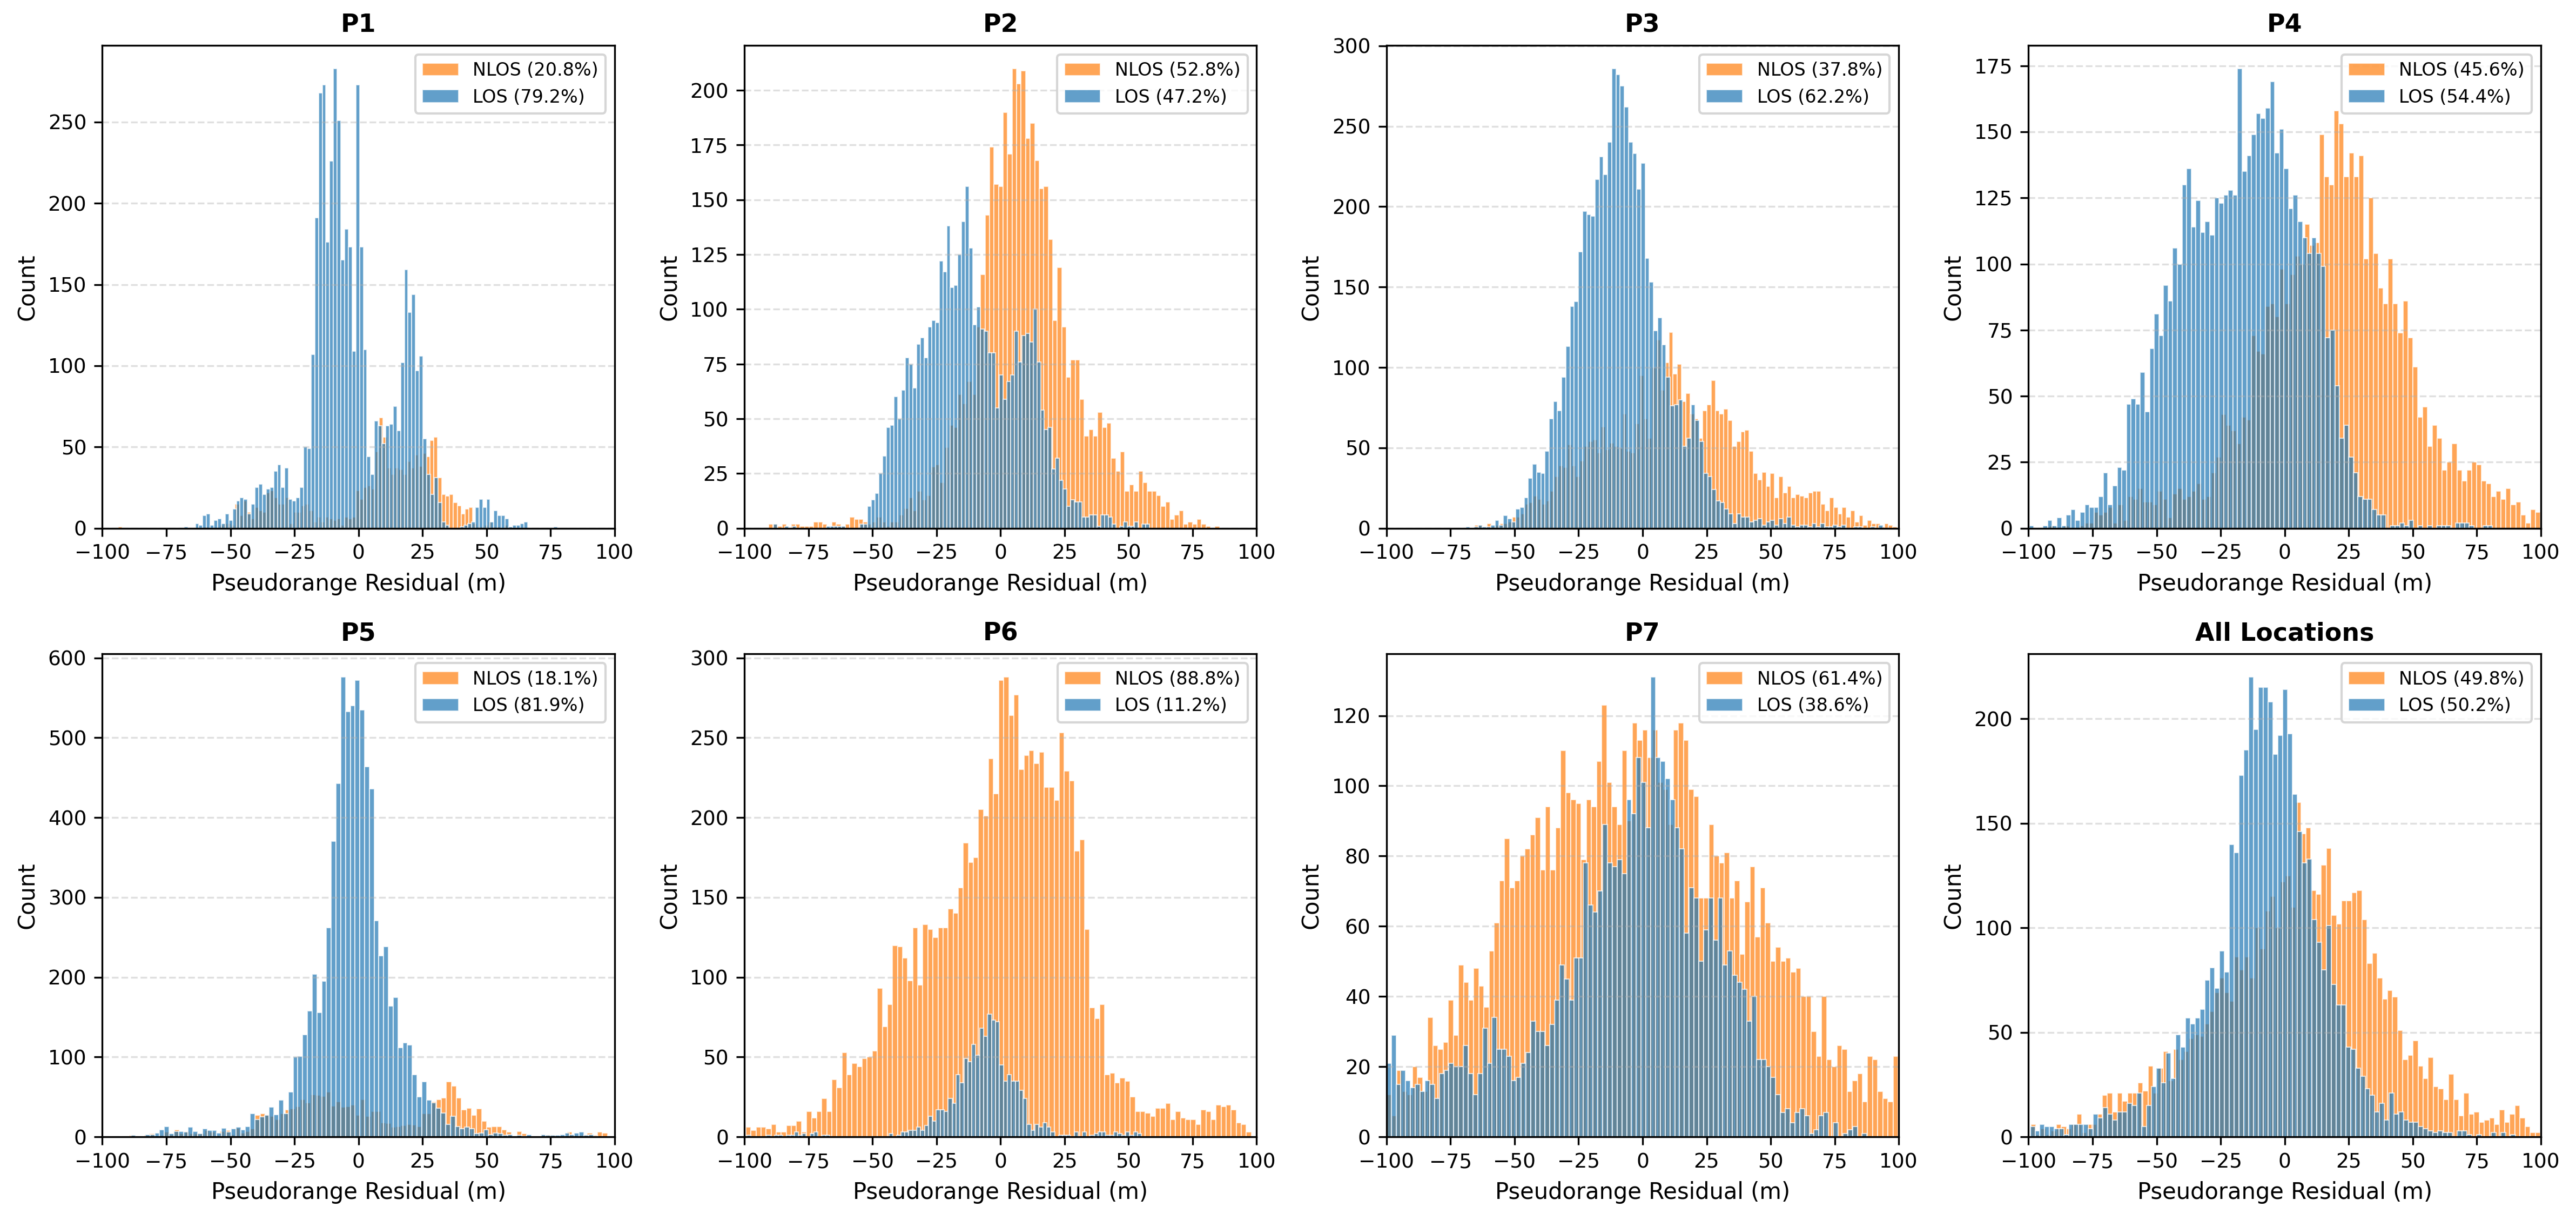 P1
NLOS (20.8%)
LOS (79.2%)
Count
250
200
150
100
50
0
−100 −75 −50 −25 0 25 50 75 100
Pseudorange Residual (m)
P2
NLOS (52.8%)
LOS (47.2%)
Count
200
175
150
125
100
75
50
25
0
−100 −75 −50 −25 0 25 50 75 100
Pseudorange Residual (m)
P3
NLOS (37.8%)
LOS (62.2%)
Count
300
250
200
150
100
50
0
−100 −75 −50 −25 0 25 50 75 100
Pseudorange Residual (m)
P4
NLOS (45.6%)
LOS (54.4%)
Count
175
150
125
100
75
50
25
0
−100 −75 −50 −25 0 25 50 75 100
Pseudorange Residual (m)
P5
NLOS (18.1%)
LOS (81.9%)
Count
600
500
400
300
200
100
0
−100 −75 −50 −25 0 25 50 75 100
Pseudorange Residual (m)
P6
NLOS (88.8%)
LOS (11.2%)
Count
300
250
200
150
100
50
0
−100 −75 −50 −25 0 25 50 75 100
Pseudorange Residual (m)
P7
NLOS (61.4%)
LOS (38.6%)
Count
120
100
80
60
40
20
0
−100 −75 −50 −25 0 25 50 75 100
Pseudorange Residual (m)
All Locations
NLOS (49.8%)
LOS (50.2%)
Count
200
150
100
50
0
−100 −75 −50 −25 0 25 50 75 100
Pseudorange Residual (m)